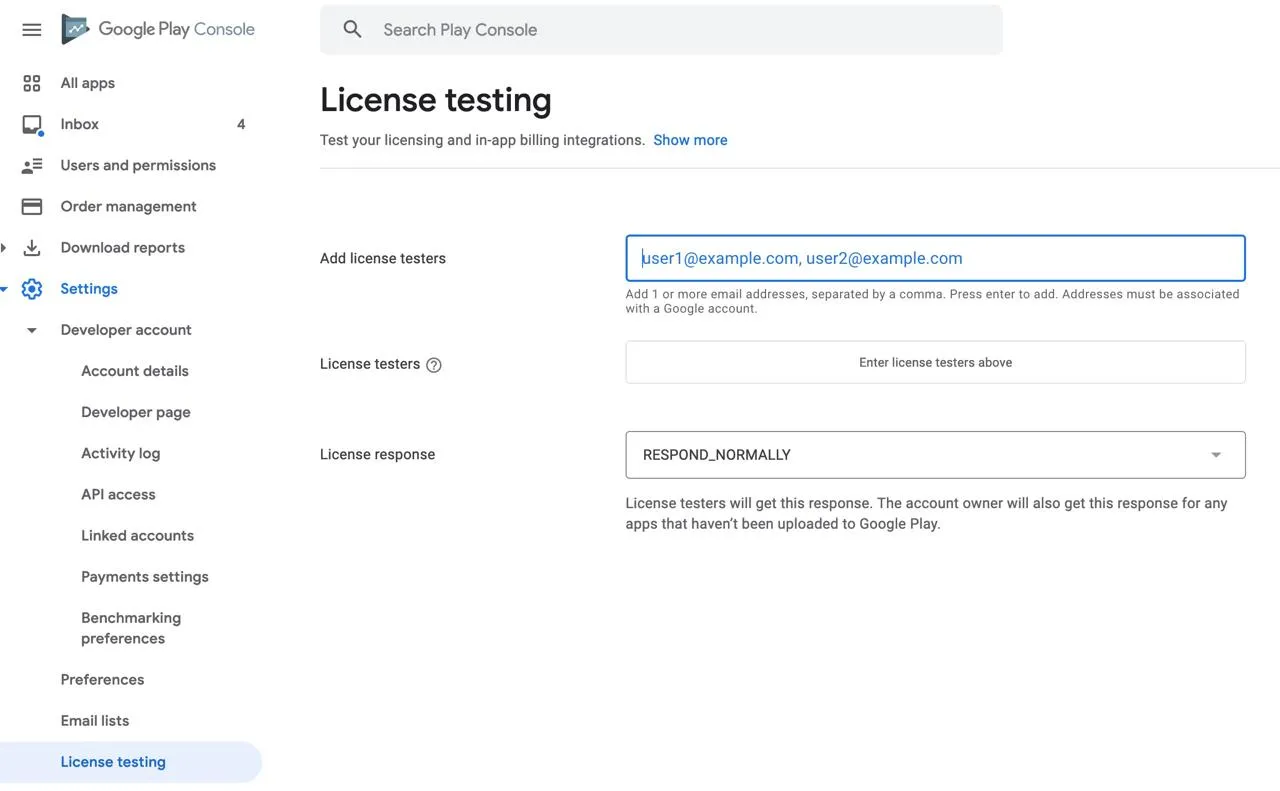 Google Play Console
Search Play Console
All apps
Inbox 4
Users and permissions
Order management
Download reports
Settings
Developer account
Account details
Developer page
Activity log
API access
Linked accounts
Payments settings
Benchmarking
preferences
Preferences
Email lists
License testing
License testing
Test your licensing and in-app billing integrations. Show more
Add license testers
user1@example.com, user2@example.com
Add 1 or more email addresses, separated by a comma. Press enter to add. Addresses must be associated
with a Google account.
License testers
Enter license testers above
License response
RESPOND_NORMALLY
License testers will get this response. The account owner will also get this response for any
apps that haven't been uploaded to Google Play.